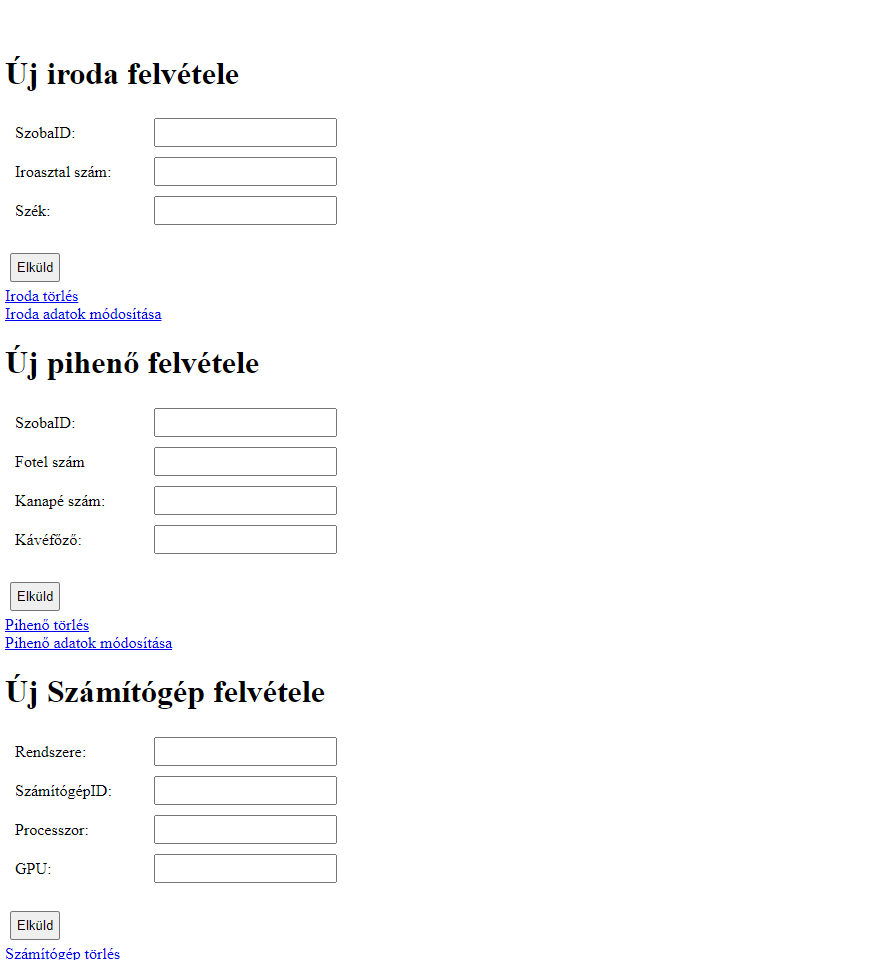 Új iroda felvétele
SzobaID:
Iroasztal szám:
Szék:
Elküld
Iroda törlés
Iroda adatok módosítása
Új pihenő felvétele
SzobaID:
Fotel szám
Kanapé szám:
Kávéfőző:
Elküld
Pihenő törlés
Pihenő adatok módosítása
Új Számítógép felvétele
Rendszere:
SzámítógépID:
Processzor:
GPU:
Elküld
Számítógép törlés